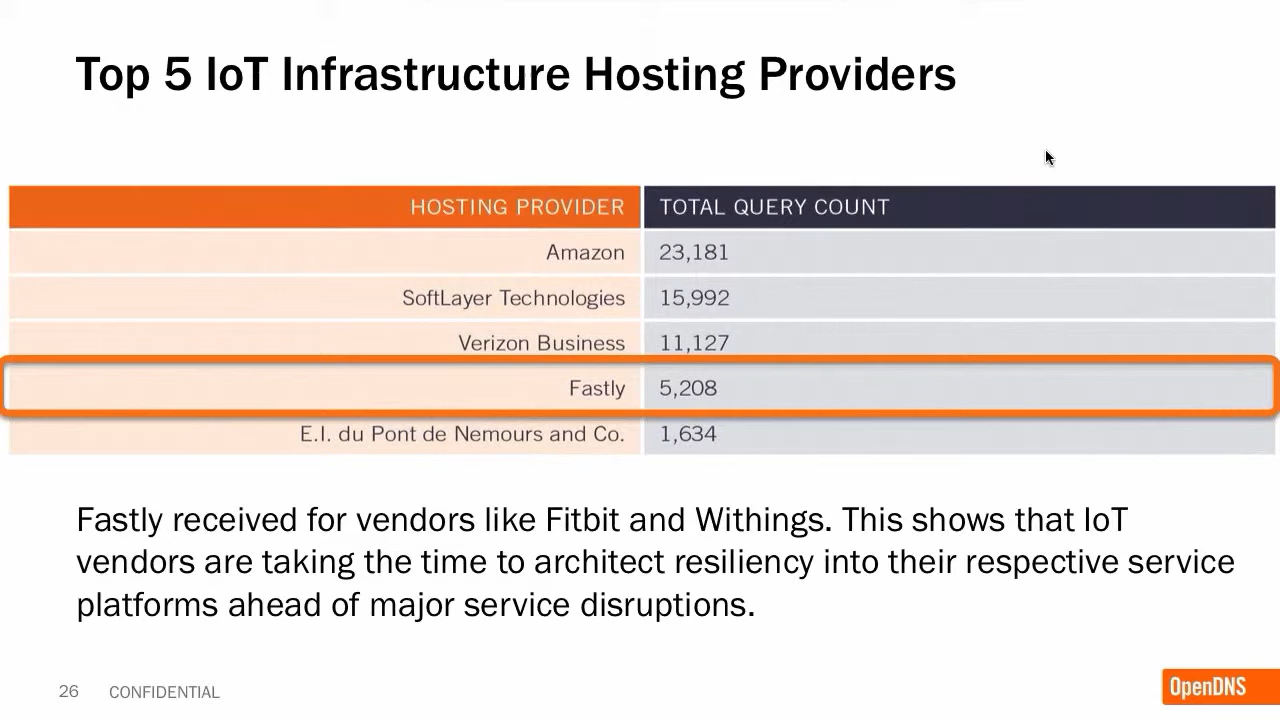 Top 5 IoT Infrastructure Hosting Providers
HOSTING PROVIDER TOTAL QUERY COUNT
Amazon 23,181
SoftLayer Technologies 15,992
Verizon Business 11,127
Fastly 5,208
E.I. du Pont de Nemours and Co. 1,634
Fastly received for vendors like Fitbit and Withings. This shows that IoT
vendors are taking the time to architect resiliency into their respective service
platforms ahead of major service disruptions.
26 CONFIDENTIAL
OpenDNS